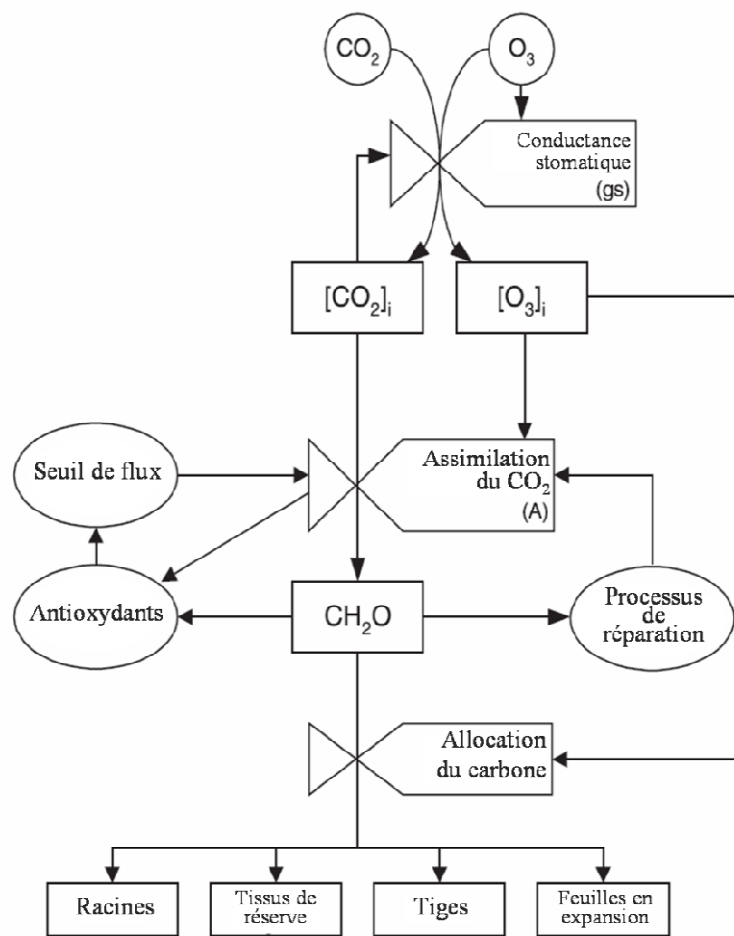 CO₂
O₃
Conductance
stomatique
(gs)
[CO₂]ᵢ
[O₃]ᵢ
Seuil de flux
Assimilation
du CO₂
(A)
Antioxydants
CH₂O
Processus
de
réparation
Allocation
du carbone
Racines
Tissus de
réserve
Tiges
Feuilles en
expansion